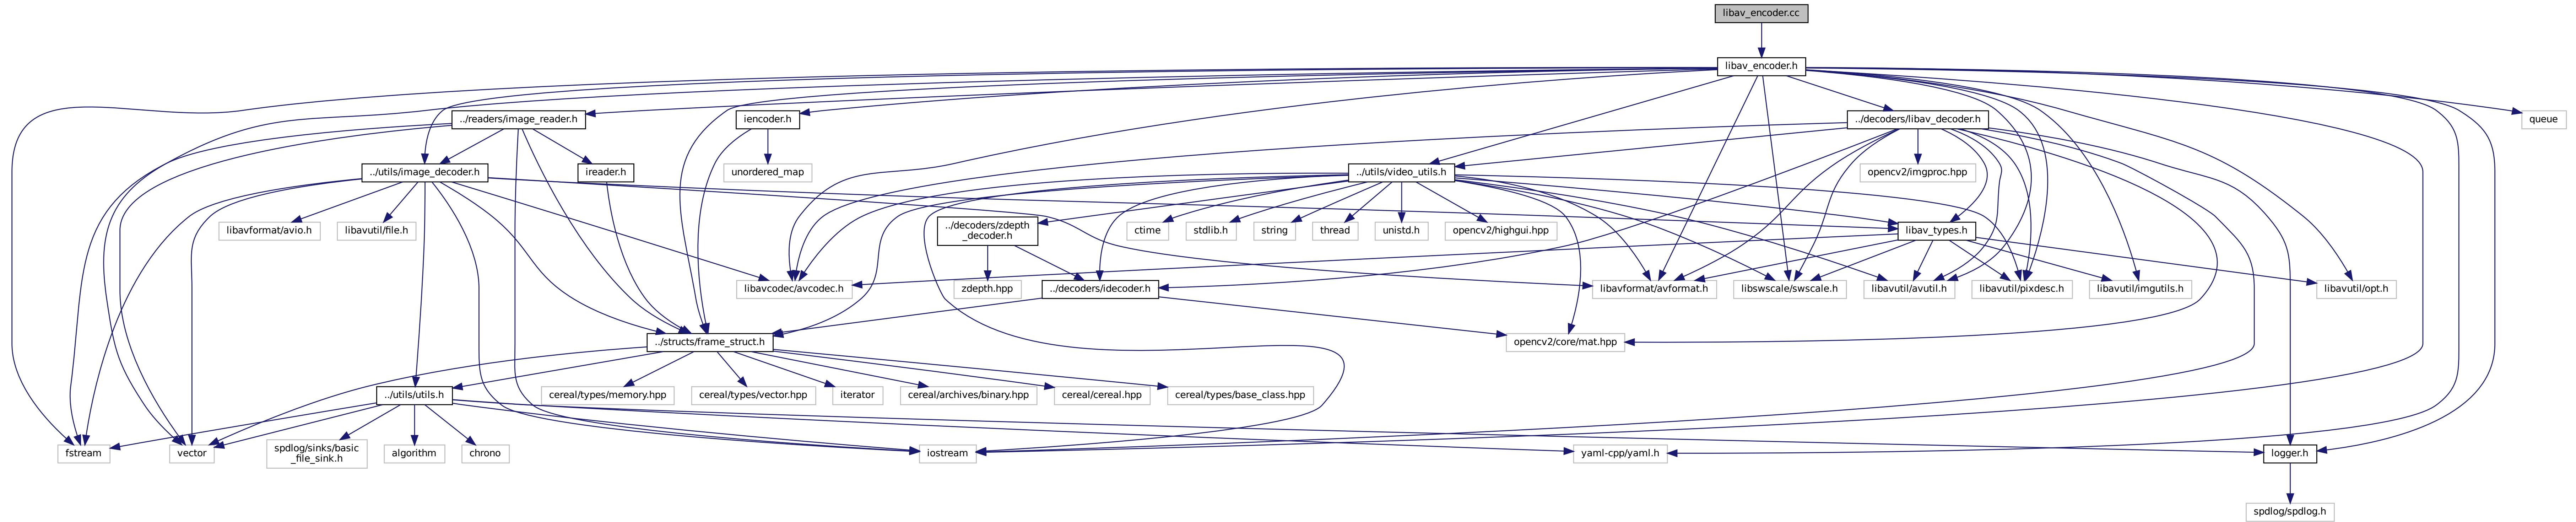 libav_encoder.cc
libav_encoder.h
../readers/image_reader.h
iencoder.h
../decoders/libav_decoder.h
queue
../utils/image_decoder.h
ireader.h
unordered_map
../utils/video_utils.h
opencv2/imgproc.hpp
libavformat/avio.h
libavutil/file.h
../decoders/zdepth
_decoder.h
ctime
stdlib.h
string
thread
unistd.h
opencv2/highgui.hpp
libav_types.h
libavcodec/avcodec.h
zdepth.hpp
../decoders/idecoder.h
libavformat/avformat.h
libswscale/swscale.h
libavutil/avutil.h
libavutil/pixdesc.h
libavutil/imgutils.h
libavutil/opt.h
../structs/frame_struct.h
opencv2/core/mat.hpp
../utils/utils.h
cereal/types/memory.hpp
cereal/types/vector.hpp
iterator
cereal/archives/binary.hpp
cereal/cereal.hpp
cereal/types/base_class.hpp
fstream
vector
spdlog/sinks/basic
_file_sink.h
algorithm
chrono
iostream
yaml-cpp/yaml.h
logger.h
spdlog/spdlog.h